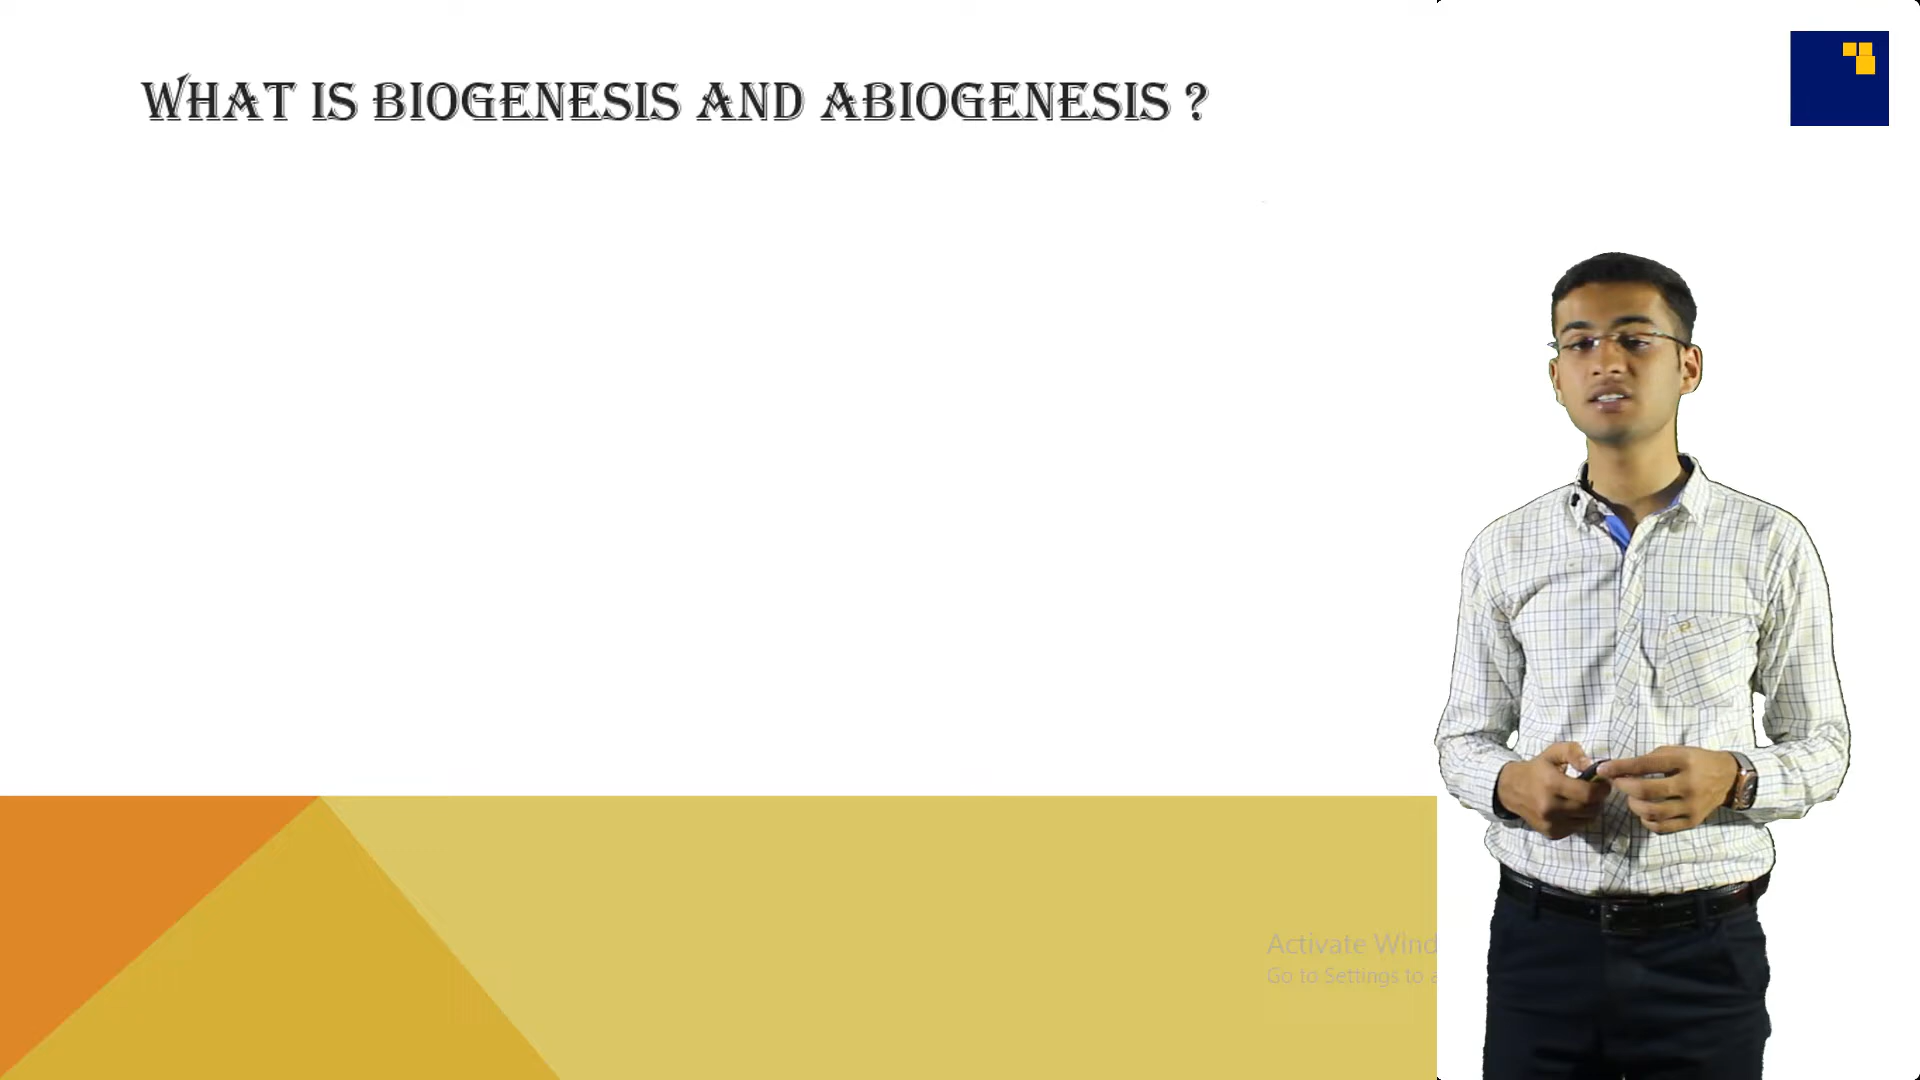 WHAT IS BIOGENESIS AND ABIOGENESIS ?
Activate Wind
Go to Settings to a